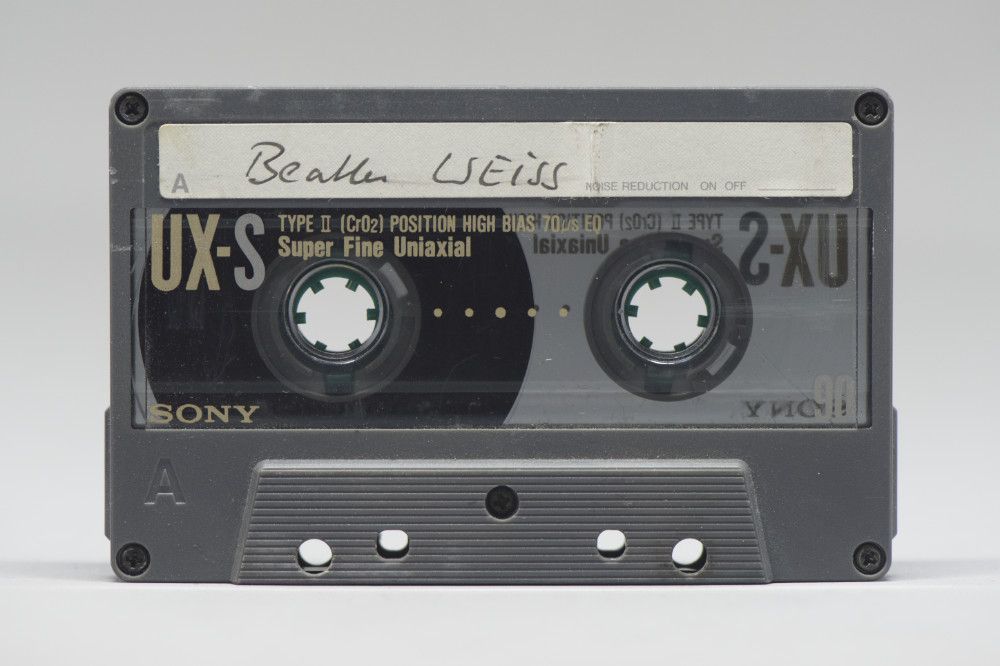 Beatles WEiSS
A NOISE REDUCTION ON OFF
UX-S TYPE II (CrO2) POSITION HIGH BIAS 70μs EQ
Super Fine Uniaxial
SONY 90
A